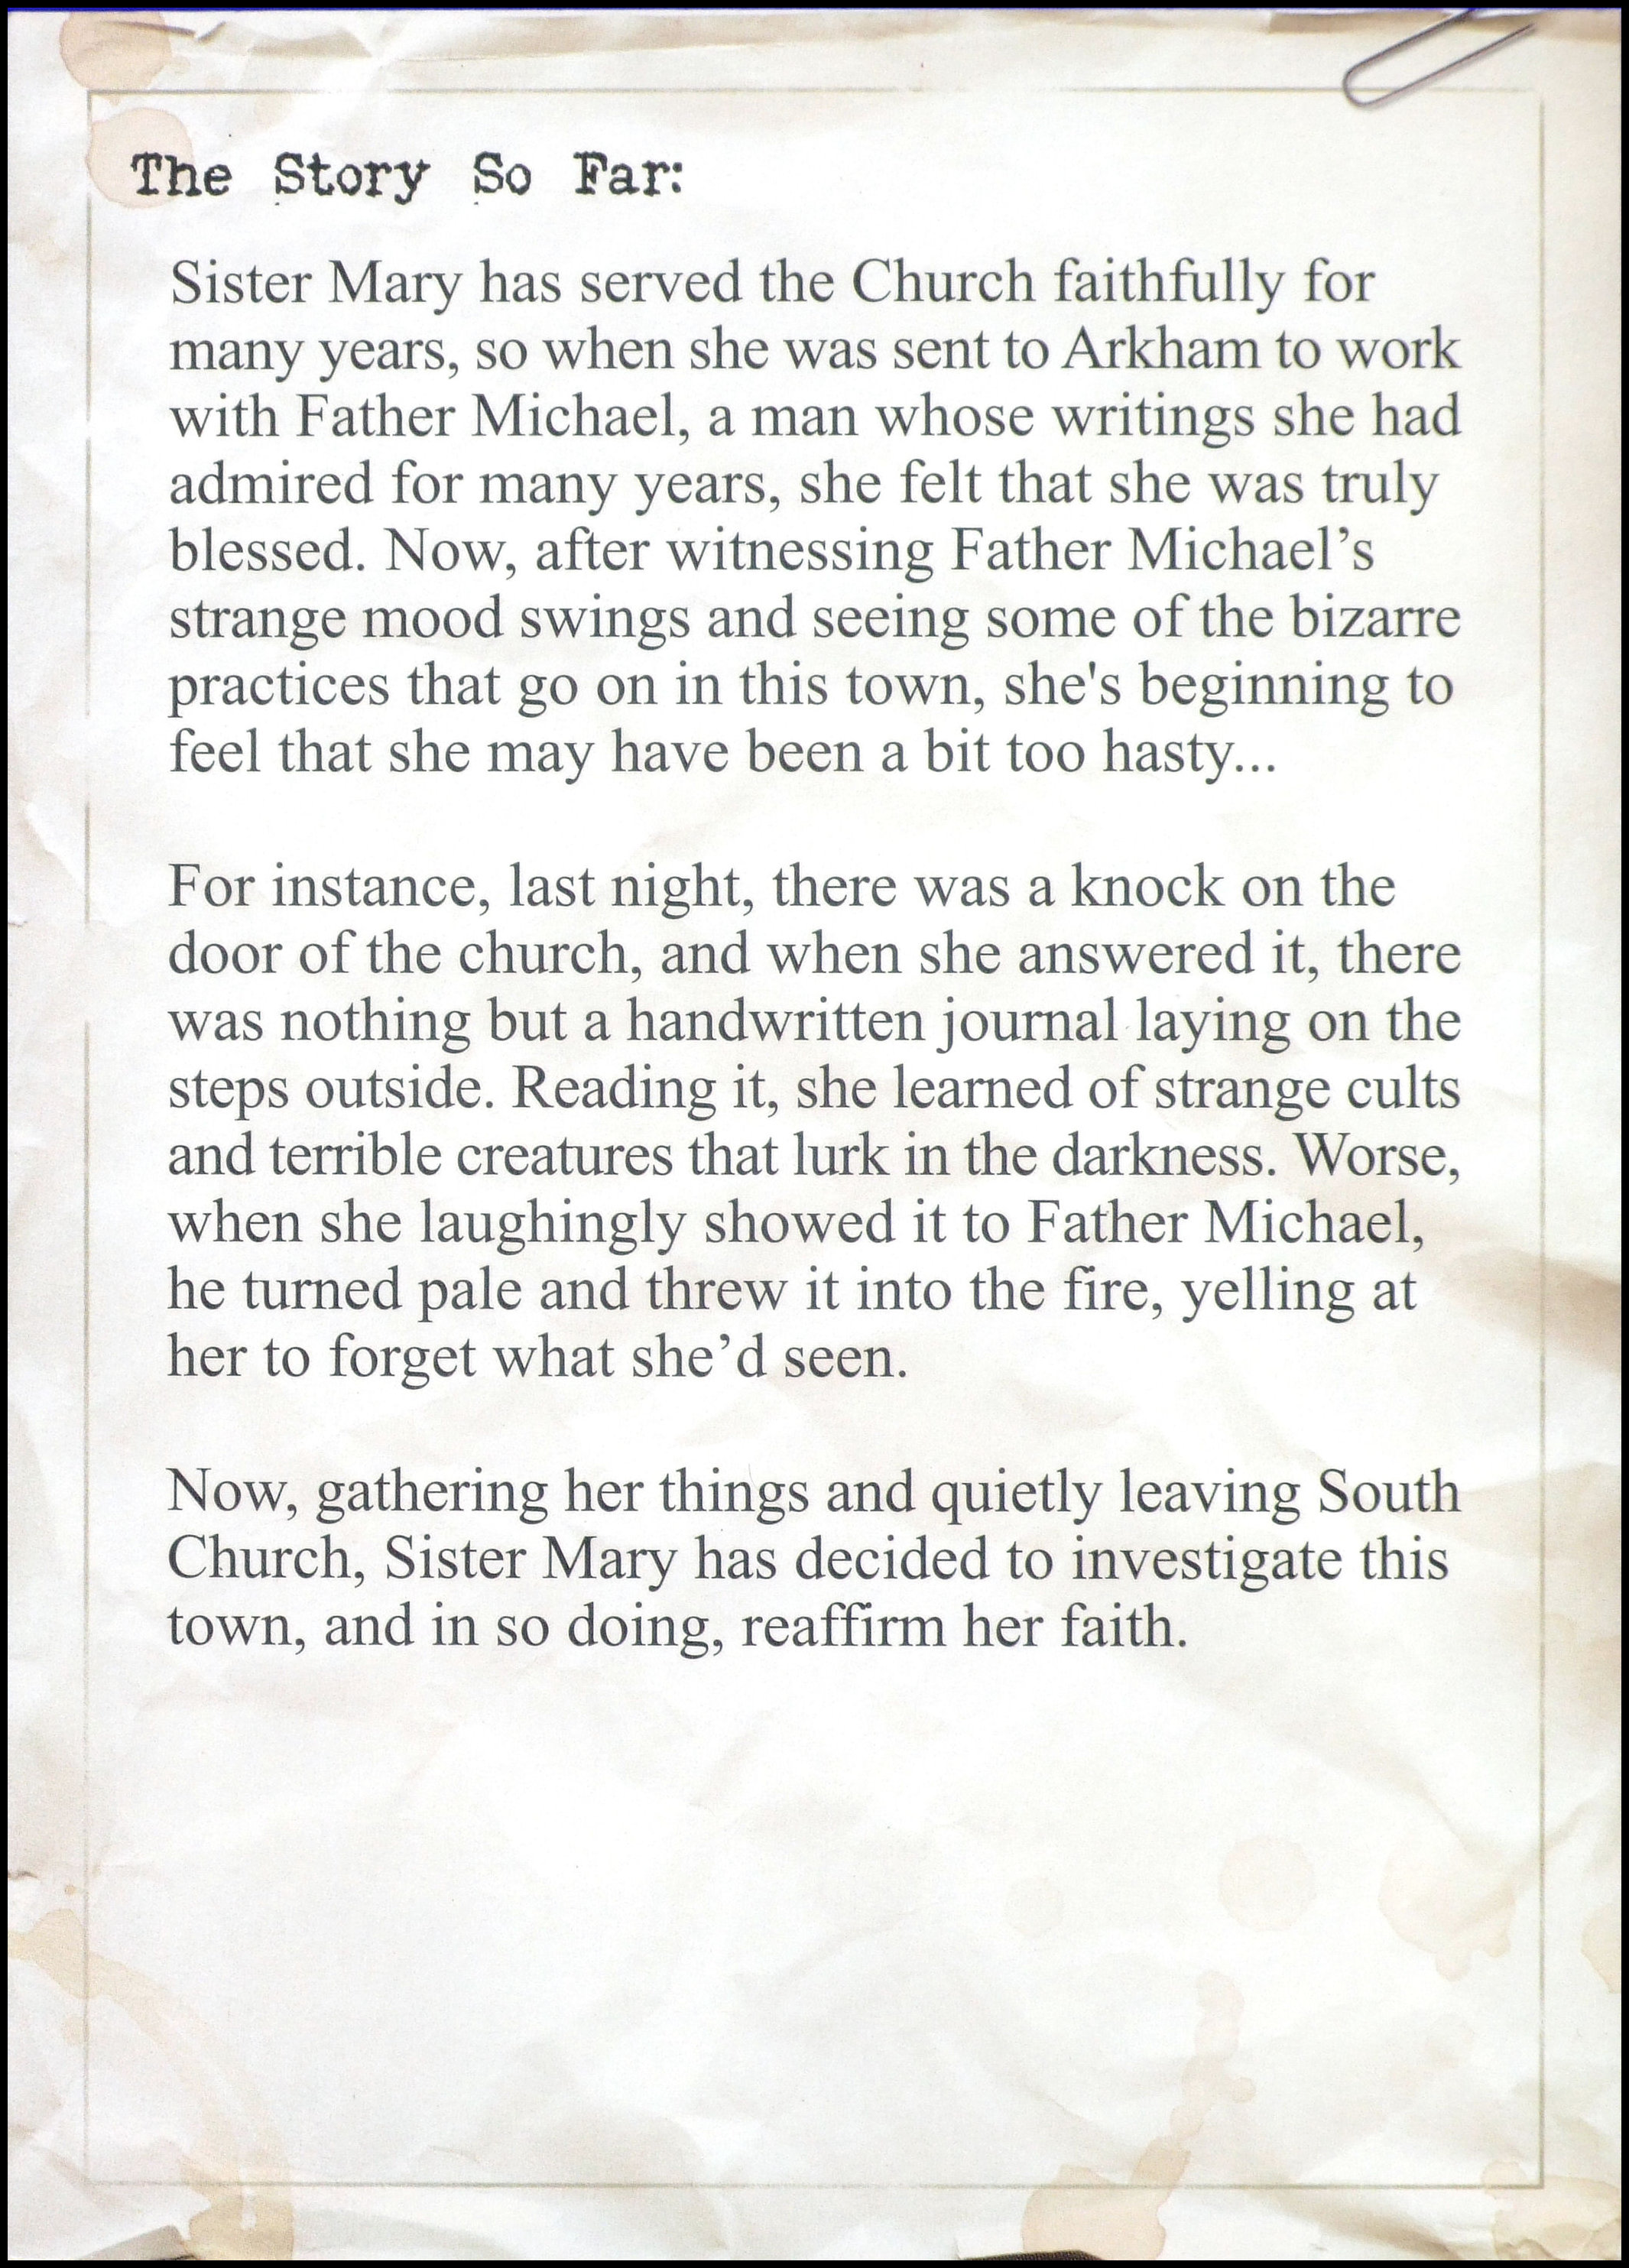 The Story So Far:
Sister Mary has served the Church faithfully for
many years, so when she was sent to Arkham to work
with Father Michael, a man whose writings she had
admired for many years, she felt that she was truly
blessed. Now, after witnessing Father Michael’s
strange mood swings and seeing some of the bizarre
practices that go on in this town, she's beginning to
feel that she may have been a bit too hasty...
For instance, last night, there was a knock on the
door of the church, and when she answered it, there
was nothing but a handwritten journal laying on the
steps outside. Reading it, she learned of strange cults
and terrible creatures that lurk in the darkness. Worse,
when she laughingly showed it to Father Michael,
he turned pale and threw it into the fire, yelling at
her to forget what she’d seen.
Now, gathering her things and quietly leaving South
Church, Sister Mary has decided to investigate this
town, and in so doing, reaffirm her faith.